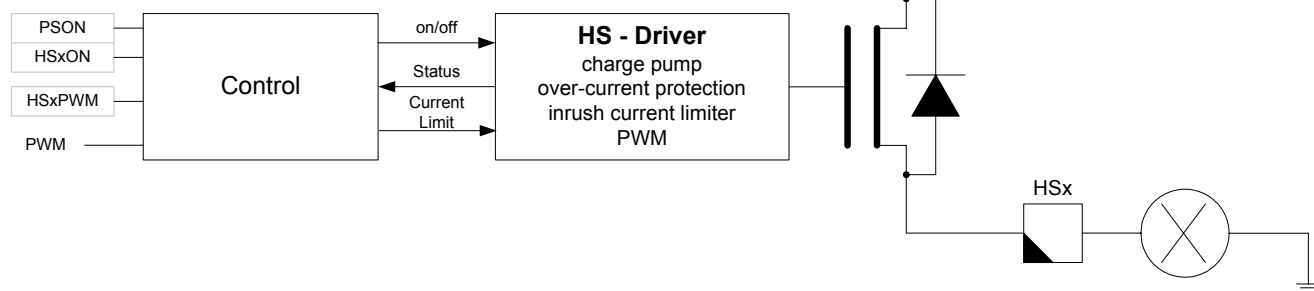 PSON
HSxON
HSxPWM
PWM
Control
on/off
Status
Current
Limit
HS - Driver
charge pump
over-current protection
inrush current limiter
PWM
HSx